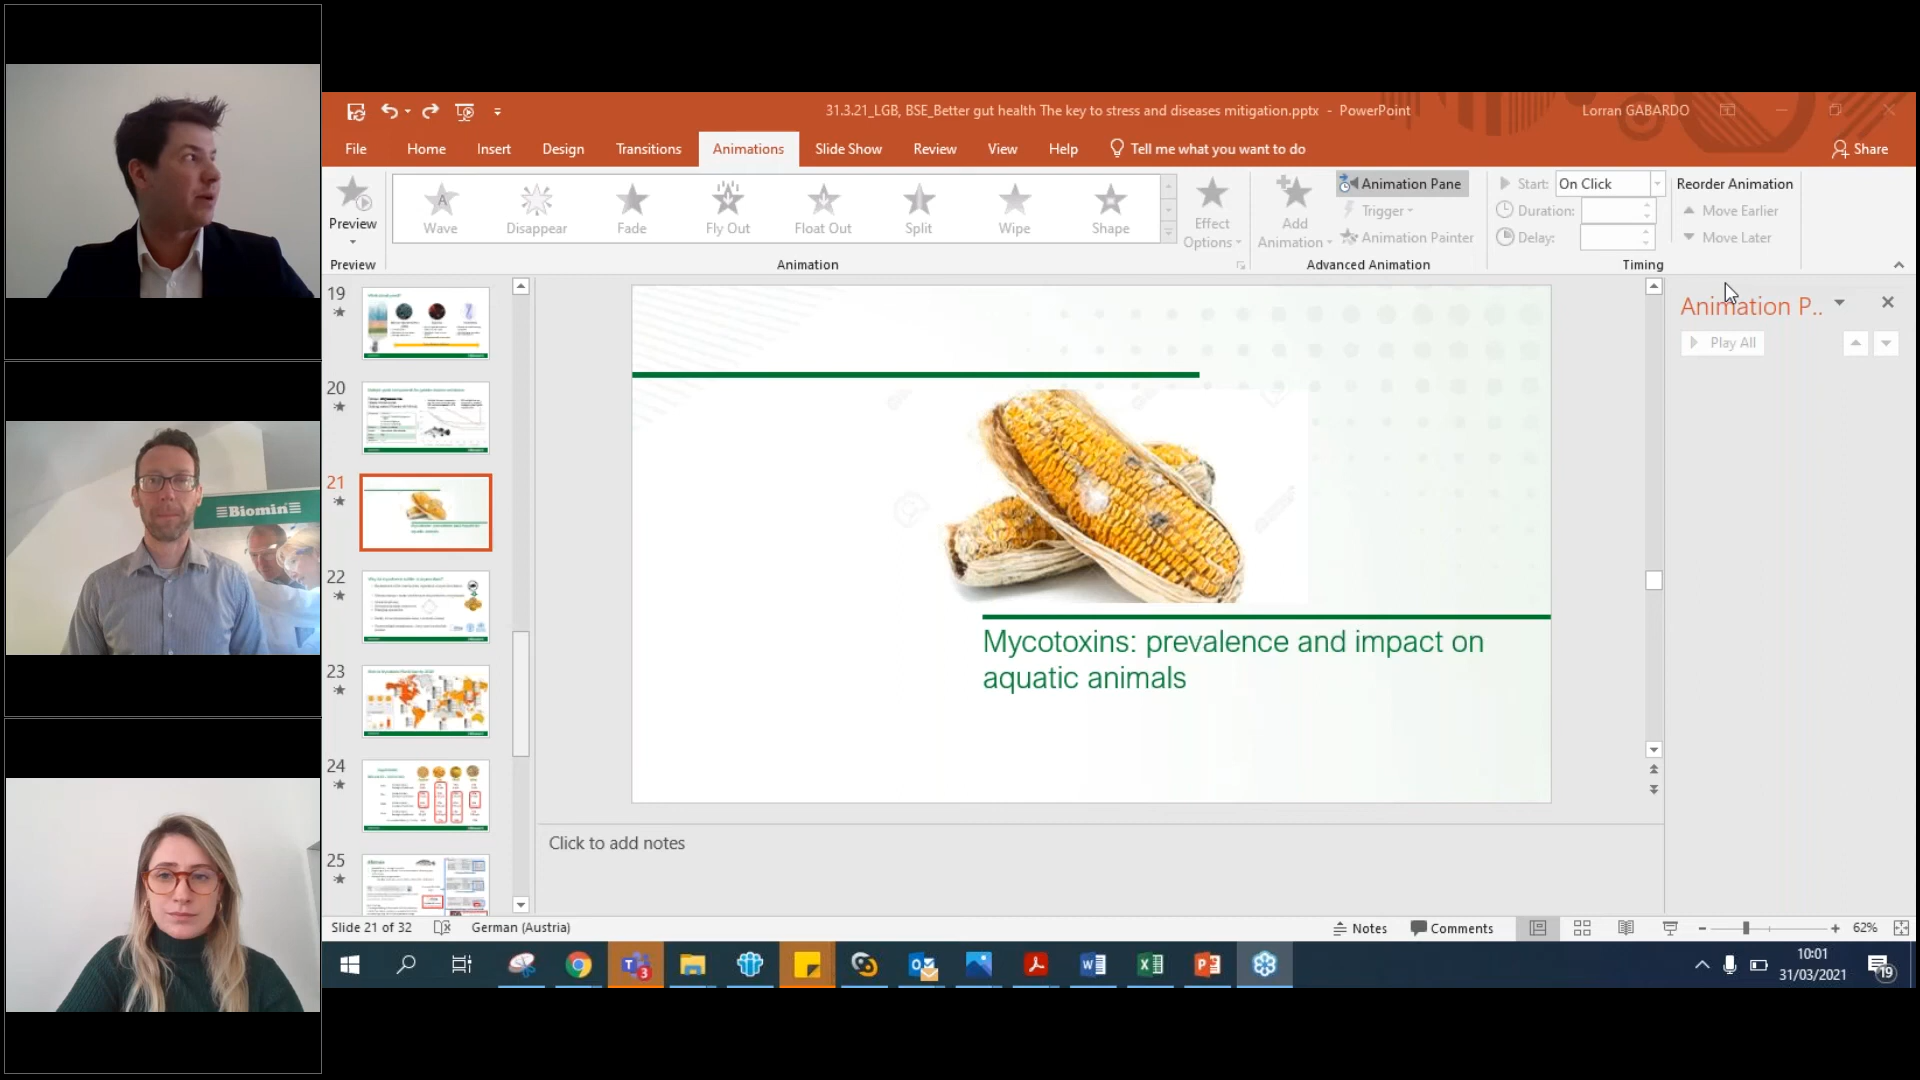 31.3.21_LGB, BSE_Better gut health The key to stress and diseases mitigation.pptx - PowerPoint
Lorran GABARDO
File Home Insert Design Transitions Animations Slide Show Review View Help Tell me what you want to do Share
Preview
Wave Disappear Fade Fly Out Float Out Split Wipe Shape
Effect Options
Add Animation
Animation Pane
Trigger
Animation Painter
Start: On Click
Duration:
Delay:
Reorder Animation
Move Earlier
Move Later
Preview Animation Advanced Animation Timing
19
20
21
22
23
24
25
Biomin
Mycotoxins: prevalence and impact on
aquatic animals
Animation P..
Play All
Click to add notes
Slide 21 of 32 German (Austria) Notes Comments 62%
3
10:01
31/03/2021
19